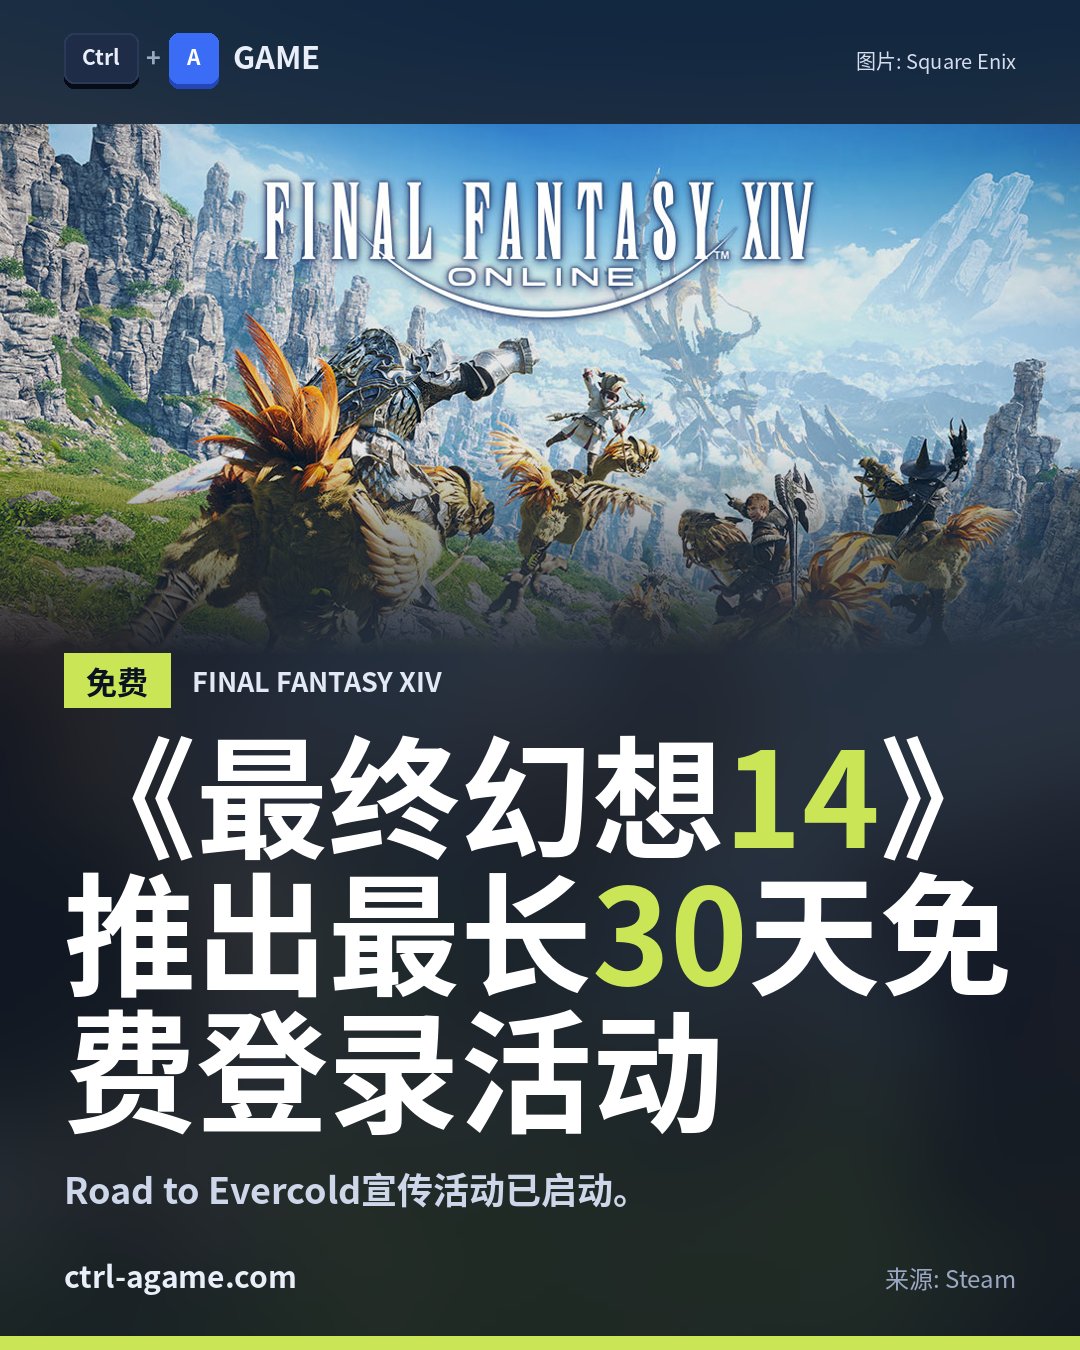 Ctrl + A GAME
图片: Square Enix
FINAL FANTASY XIV
ONLINE
TM
免费 FINAL FANTASY XIV
《最终幻想14》
推出最长30天免
费登录活动
Road to Evercold宣传活动已启动。
ctrl-agame.com
来源: Steam